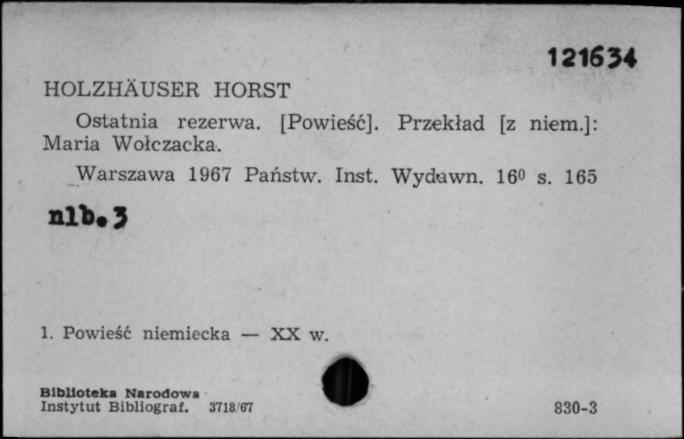 121634
HOLZHÄUSER HORST
Ostatnia rezerwa. [Powieść]. Przekład [z niem.]:
Maria Wołczacka.
Warszawa 1967 Państw. Inst. Wydawn. 16⁰ s. 165
nlb. 3
1. Powieść niemiecka — XX w.
Biblioteka Narodowa
Instytut Bibliograf. 3718/67
830-3